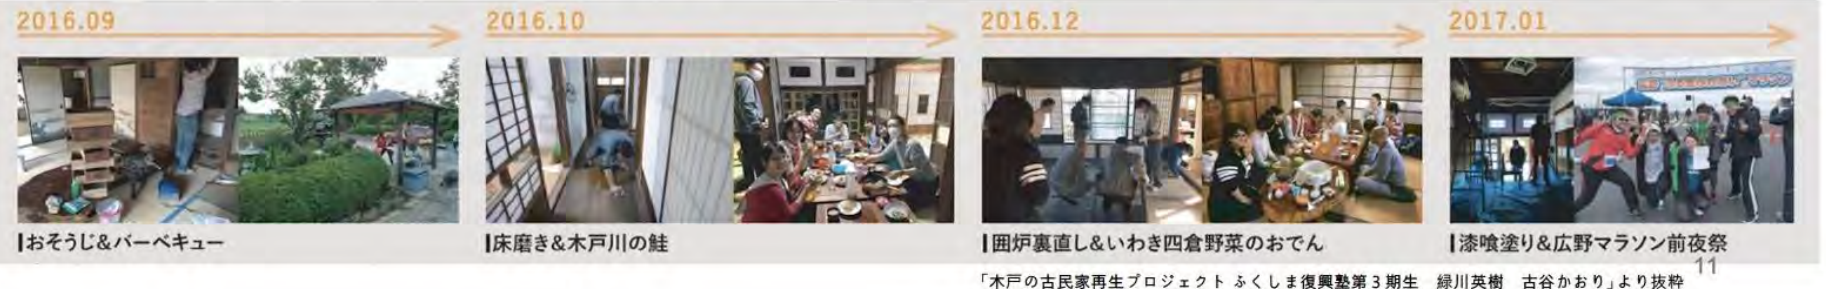 2016.09
2016.10
2016.12
2017.01
おそうじ&バーベキュー
床磨き&木戸川の鮭
囲炉裏直し&いわき四倉野菜のおでん
漆喰塗り&広野マラソン前夜祭
11
「木戸の古民家再生プロジェクト ふくしま復興塾第3期生　緑川英樹　古谷かおり」より抜粋